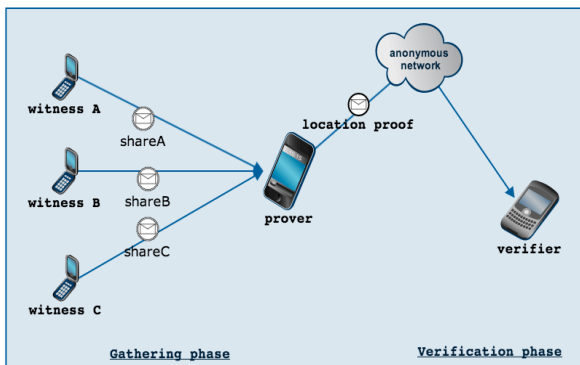 anonymous
network
witness A
shareA
location proof
witness B
shareB
prover
shareC
verifier
witness C
Gathering phase
Verification phase